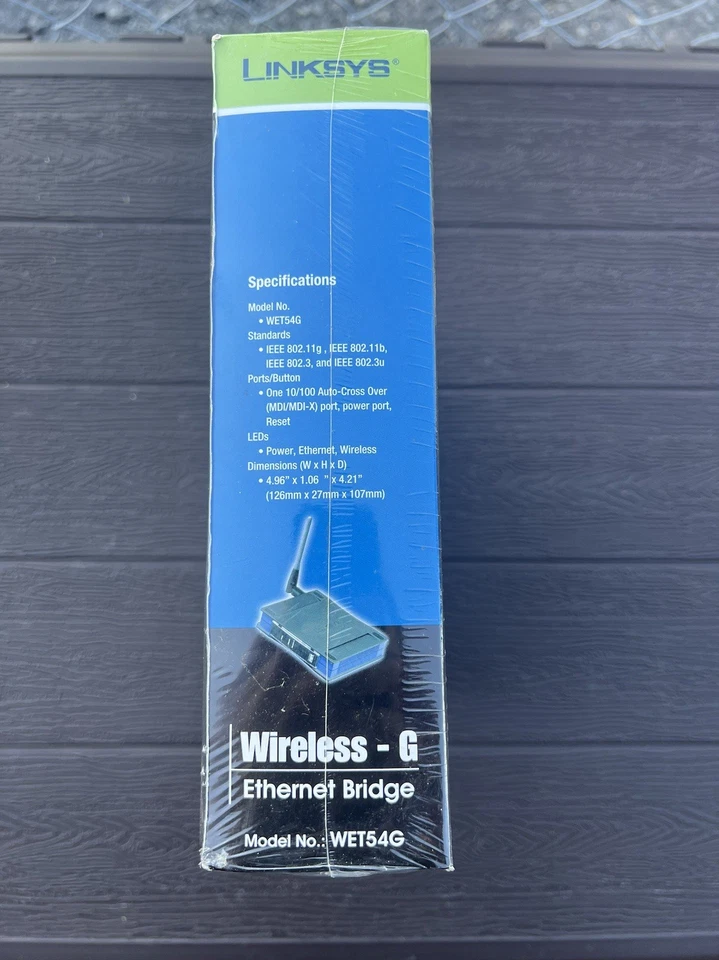 LINKSYS®
Specifications
Model No.
• WET54G
Standards
• IEEE 802.11g , IEEE 802.11b,
IEEE 802.3, and IEEE 802.3u
Ports/Button
• One 10/100 Auto-Cross Over
(MDI/MDI-X) port, power port,
Reset
LEDs
• Power, Ethernet, Wireless
Dimensions (W x H x D)
• 4.96" x 1.06 " x 4.21"
(126mm x 27mm x 107mm)
Wireless - G
Ethernet Bridge
Model No.: WET54G